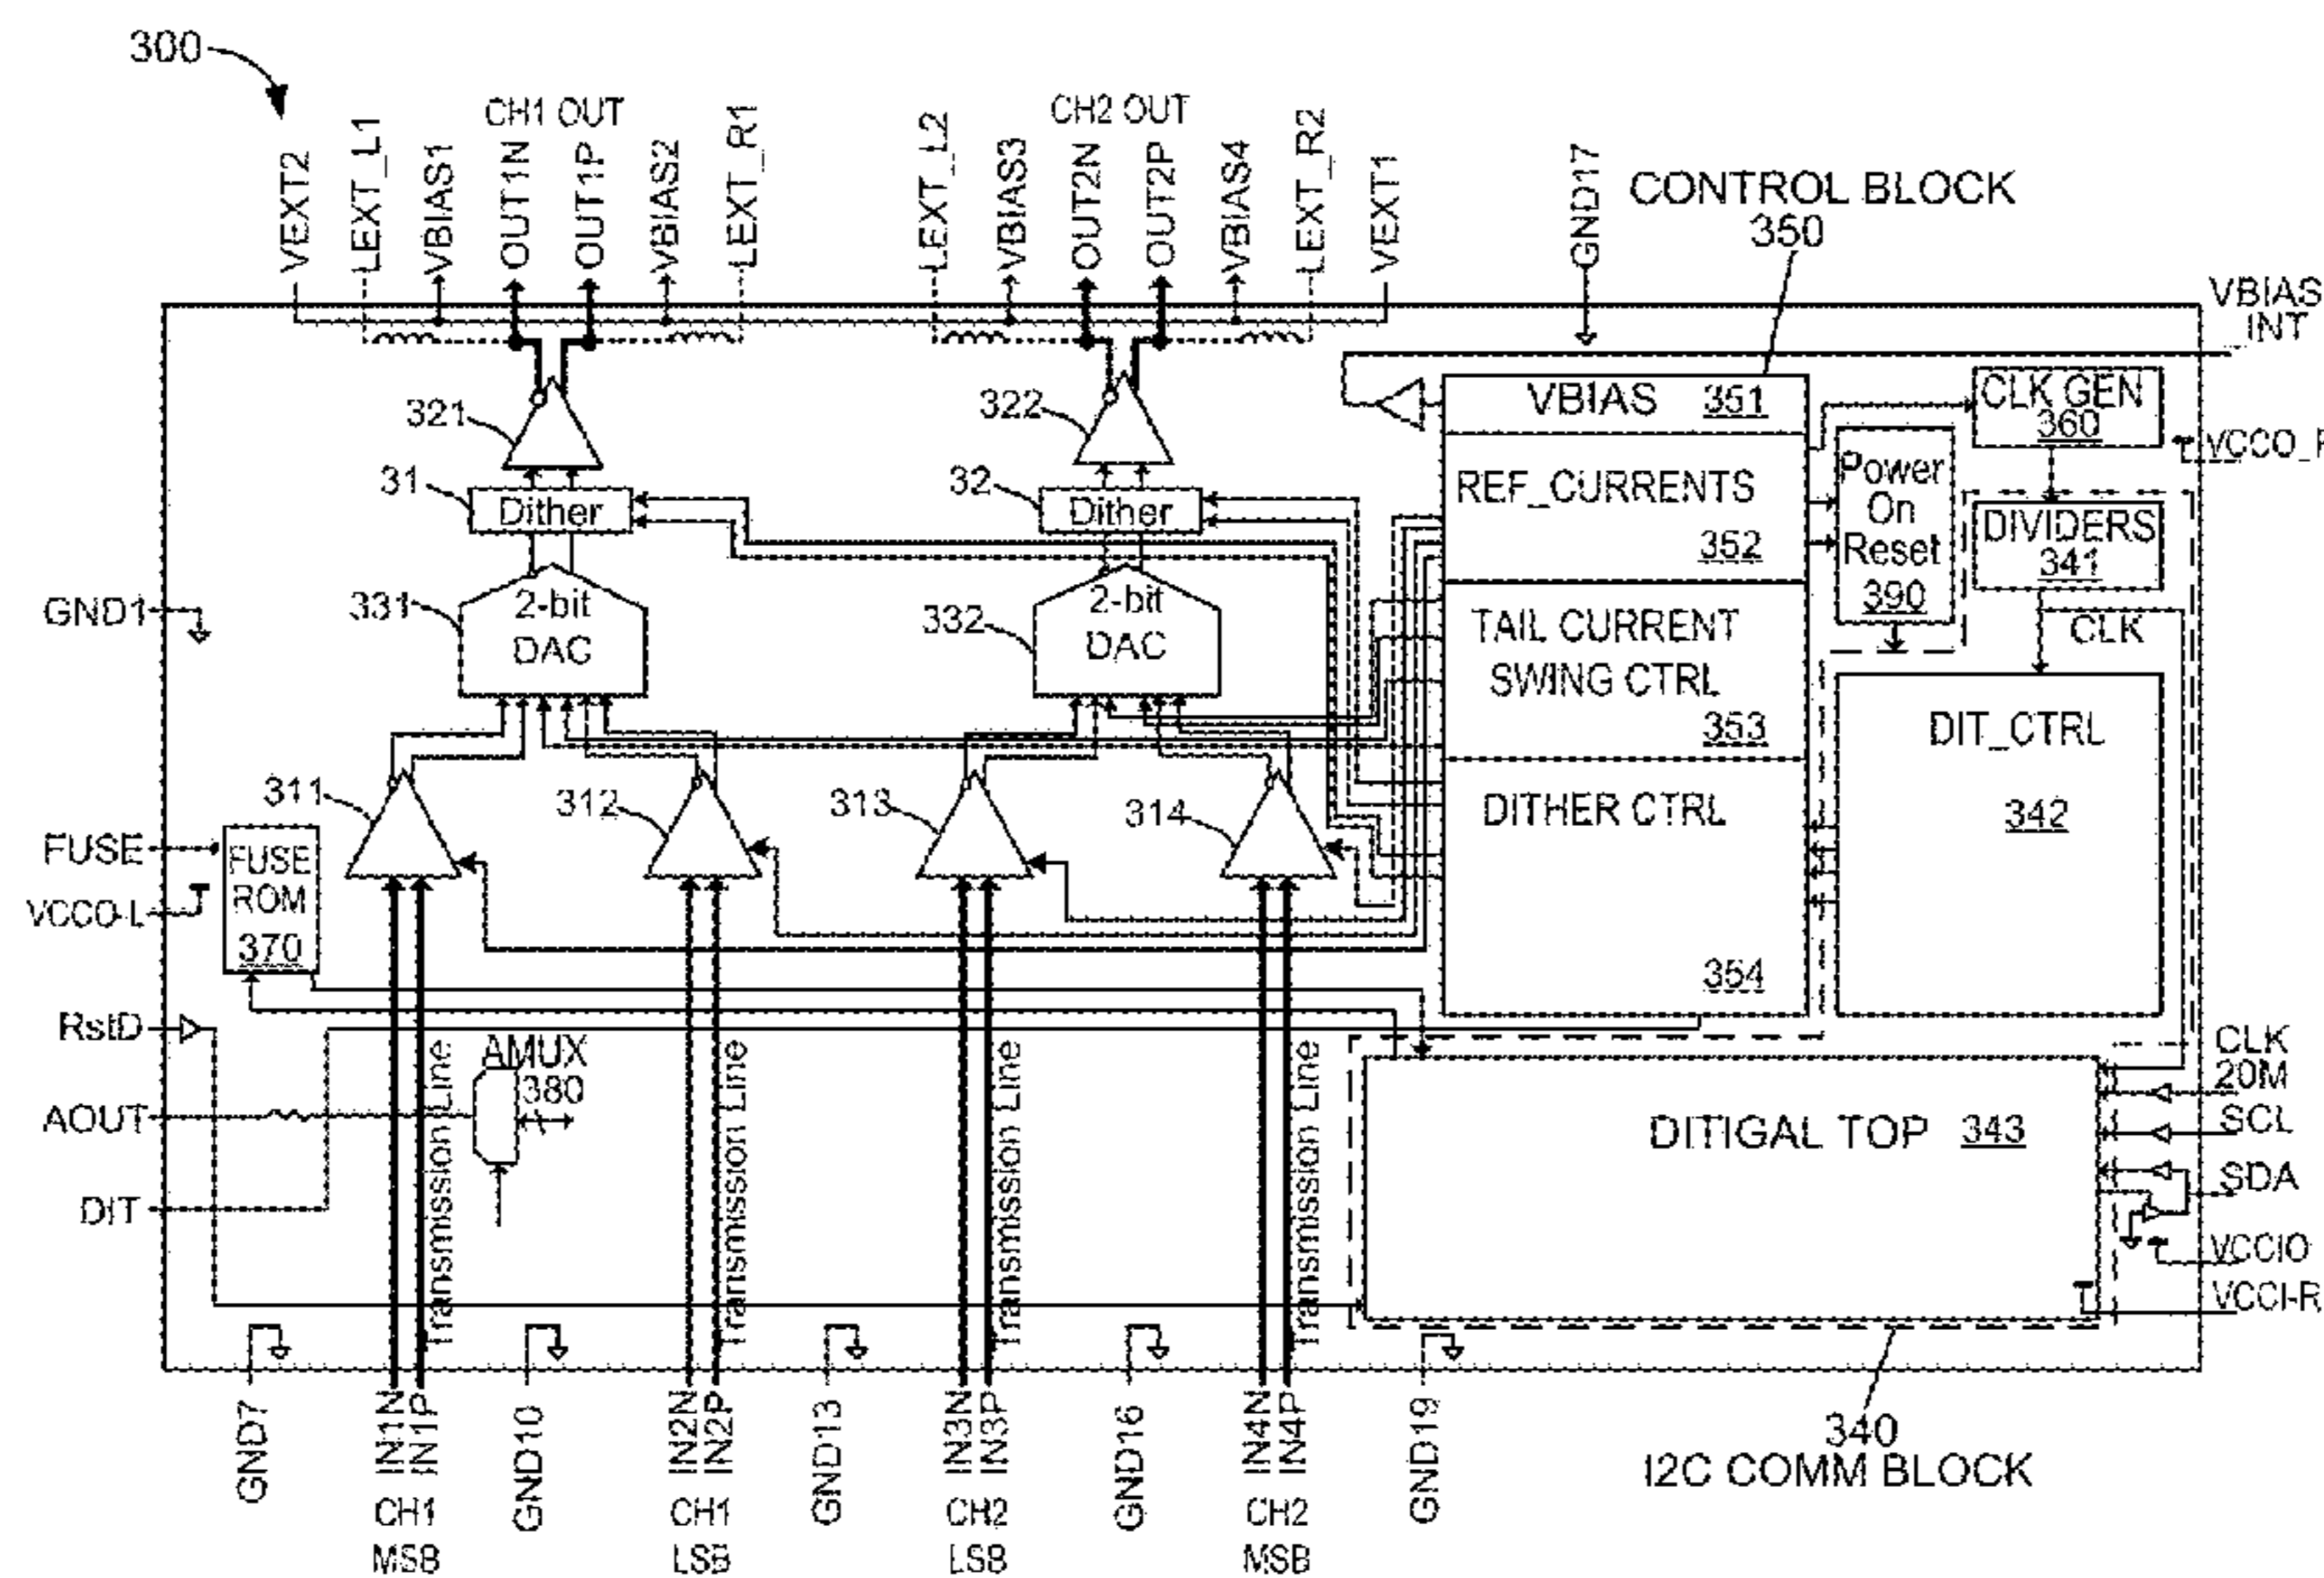 300
VEXT2
LEXT_L1
VBIAS1
CH1 OUT
OUT1N
OUT1P
VBIAS2
LEXT_R1
LEXT_L2
VBIAS3
CH2 OUT
OUT2N
OUT2P
VBIAS4
LEXT_R2
VEXT1
GND17
CONTROL BLOCK
350
VBIAS
INT
321
322
VBIAS 351
CLK GEN
360
VCCO_R
31
Dither
32
Dither
REF_CURRENTS
352
Power
On
Reset
390
DIVIDERS
341
CLK
GND1
331
2-bit
DAC
332
2-bit
DAC
TAIL CURRENT
SWING CTRL
353
DIT_CTRL
342
311
312
313
314
DITHER CTRL
354
FUSE
VCCO-L
FUSE
ROM
370
RstD
AMUX
380
AOUT
DIT
Transmission Line
Transmission Line
Transmission Line
Transmission Line
DITIGAL TOP 343
CLK
20M
SCL
SDA
VCCIO
VCCI-R
GND7
IN1N
IN1P
GND10
IN2N
IN2P
GND13
IN3N
IN3P
GND16
IN4N
IN4P
GND19
CH1
MSB
CH1
LSB
CH2
LSB
CH2
MSB
340
I2C COMM BLOCK